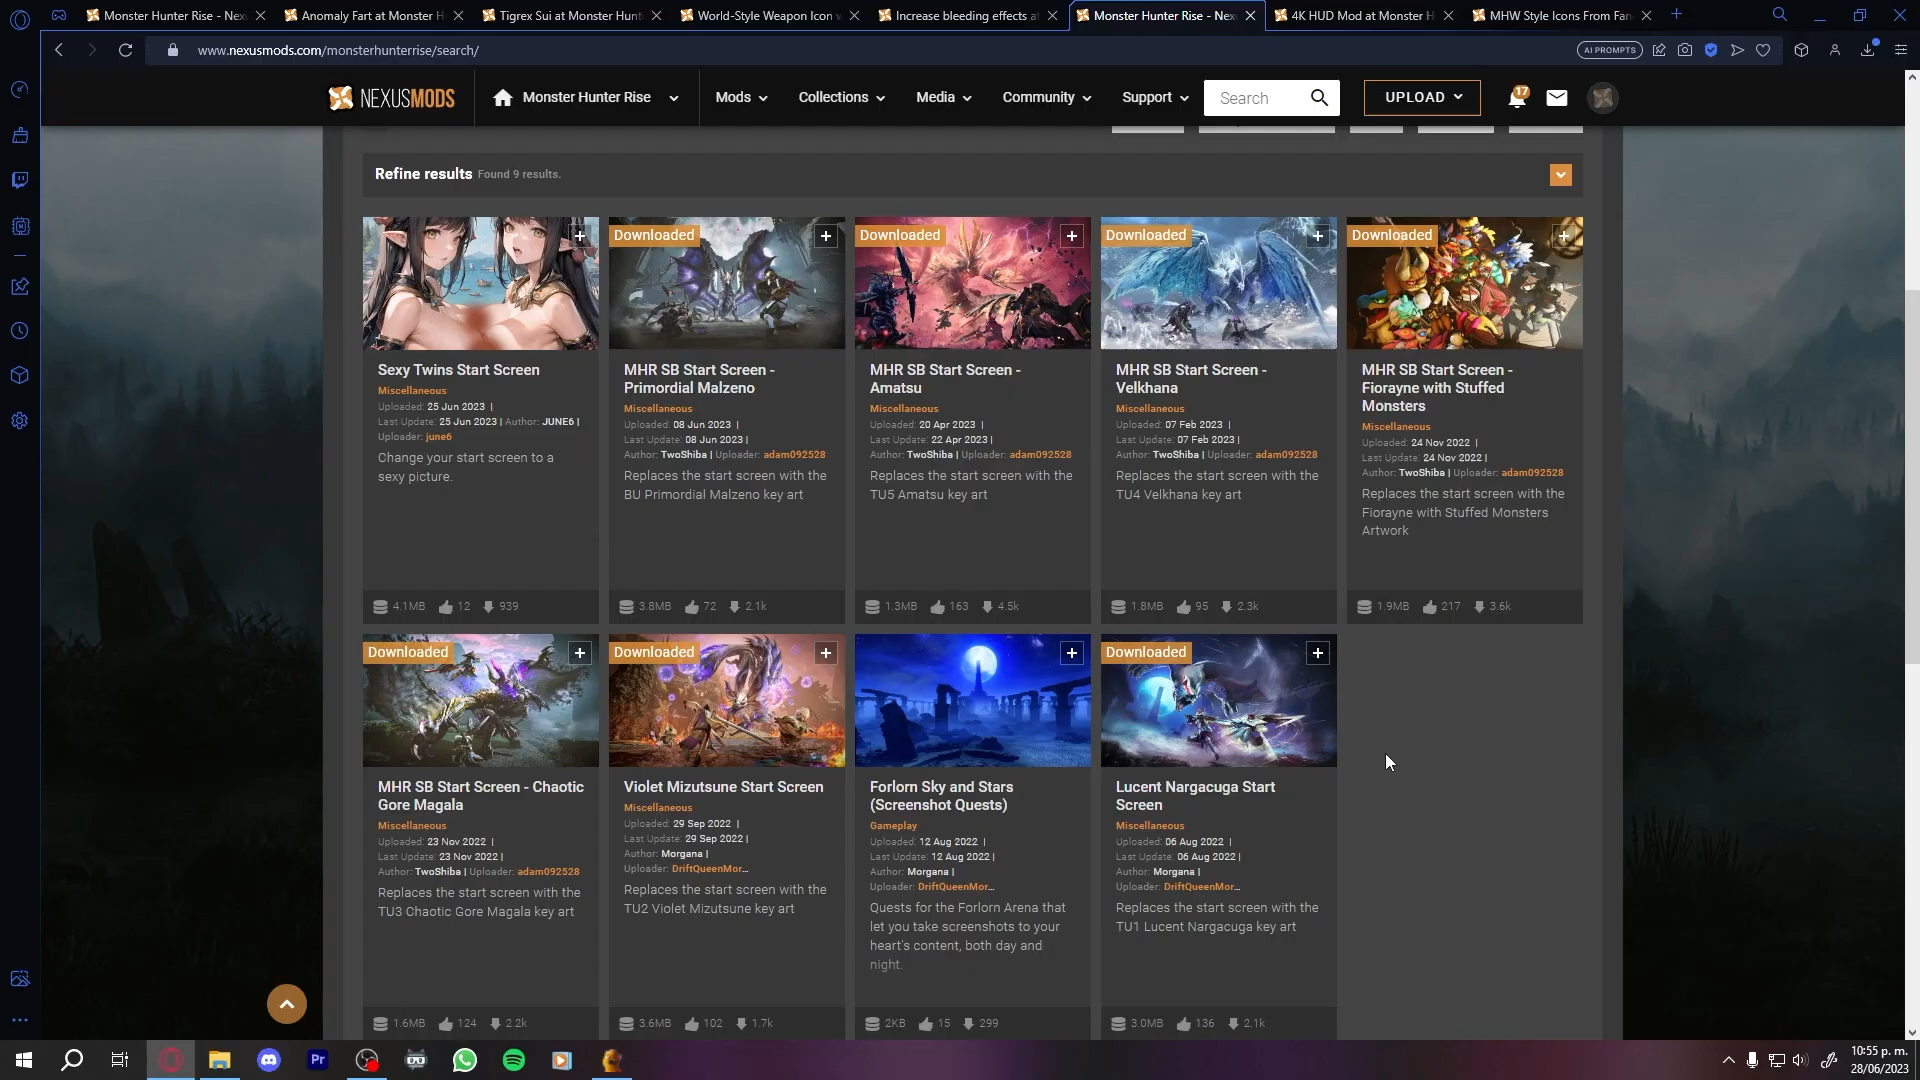 Monster Hunter Rise - Nex
Anomaly Fart at Monster H
Tigrex Sui at Monster Hunt
World-Style Weapon Icon v
Increase bleeding effects at
Monster Hunter Rise - Nex
4K HUD Mod at Monster H
MHW Style Icons From Fan
www.nexusmods.com/monsterhunterrise/search/
AI PROMPTS
NEXUSMODS
Monster Hunter Rise
Mods
Collections
Media
Community
Support
Search
UPLOAD
17
Refine results Found 9 results.
Sexy Twins Start Screen
Miscellaneous
Uploaded: 25 Jun 2023 |
Last Update: 25 Jun 2023 | Author: JUNE6 |
Uploader: june6
Change your start screen to a
sexy picture.
4.1MB 12 939
Downloaded
MHR SB Start Screen -
Primordial Malzeno
Miscellaneous
Uploaded: 08 Jun 2023 |
Last Update: 08 Jun 2023 |
Author: TwoShiba | Uploader: adam092528
Replaces the start screen with the
BU Primordial Malzeno key art
3.8MB 72 2.1k
Downloaded
MHR SB Start Screen -
Amatsu
Miscellaneous
Uploaded: 20 Apr 2023 |
Last Update: 22 Apr 2023 |
Author: TwoShiba | Uploader: adam092528
Replaces the start screen with the
TU5 Amatsu key art
1.3MB 163 4.5k
Downloaded
MHR SB Start Screen -
Velkhana
Miscellaneous
Uploaded: 07 Feb 2023 |
Last Update: 07 Feb 2023 |
Author: TwoShiba | Uploader: adam092528
Replaces the start screen with the
TU4 Velkhana key art
1.8MB 95 2.3k
Downloaded
MHR SB Start Screen -
Fiorayne with Stuffed
Monsters
Miscellaneous
Uploaded: 24 Nov 2022 |
Last Update: 24 Nov 2022 |
Author: TwoShiba | Uploader: adam092528
Replaces the start screen with the
Fiorayne with Stuffed Monsters
Artwork
1.9MB 217 3.6k
Downloaded
MHR SB Start Screen - Chaotic
Gore Magala
Miscellaneous
Uploaded: 23 Nov 2022 |
Last Update: 23 Nov 2022 |
Author: TwoShiba | Uploader: adam092528
Replaces the start screen with the
TU3 Chaotic Gore Magala key art
1.6MB 124 2.2k
Downloaded
Violet Mizutsune Start Screen
Miscellaneous
Uploaded: 29 Sep 2022 |
Last Update: 29 Sep 2022 |
Author: Morgana |
Uploader: DriftQueenMor...
Replaces the start screen with the
TU2 Violet Mizutsune key art
3.6MB 102 1.7k
Forlorn Sky and Stars
(Screenshot Quests)
Gameplay
Uploaded: 12 Aug 2022 |
Last Update: 12 Aug 2022 |
Author: Morgana |
Uploader: DriftQueenMor...
Quests for the Forlorn Arena that
let you take screenshots to your
heart's content, both day and
night.
2KB 15 299
Downloaded
Lucent Nargacuga Start
Screen
Miscellaneous
Uploaded: 06 Aug 2022 |
Last Update: 06 Aug 2022 |
Author: Morgana |
Uploader: DriftQueenMor...
Replaces the start screen with the
TU1 Lucent Nargacuga key art
3.0MB 136 2.1k
Pr
10:55 p. m.
28/06/2023